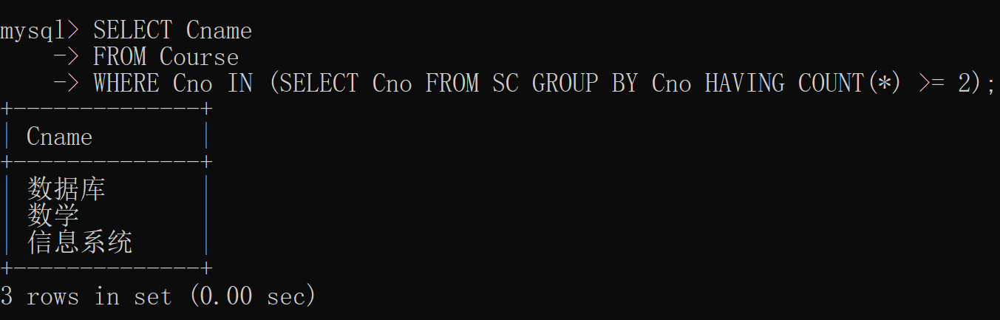 mysql> SELECT Cname
    -> FROM Course
    -> WHERE Cno IN (SELECT Cno FROM SC GROUP BY Cno HAVING COUNT(*) >= 2);
+--------------+
| Cname        |
+--------------+
| 数据库       |
| 数学         |
| 信息系统     |
+--------------+
3 rows in set (0.00 sec)